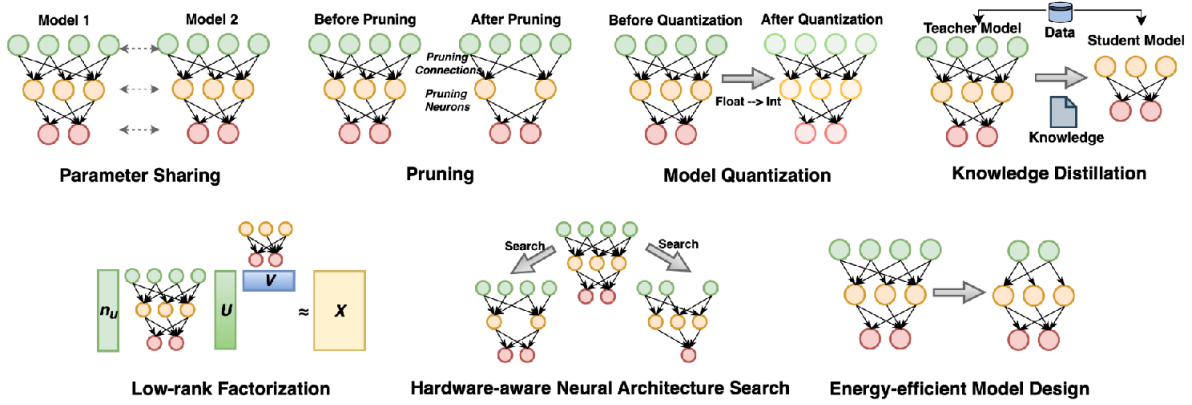 Model 1
Model 2
Parameter Sharing
Before Pruning
After Pruning
Pruning
Connections
Pruning
Neurons
Pruning
Before Quantization
After Quantization
Float --> Int
Model Quantization
Data
Teacher Model
Student Model
Knowledge
Knowledge Distillation
n_U
U
V
≈
X
Low-rank Factorization
Search
Search
Hardware-aware Neural Architecture Search
Energy-efficient Model Design